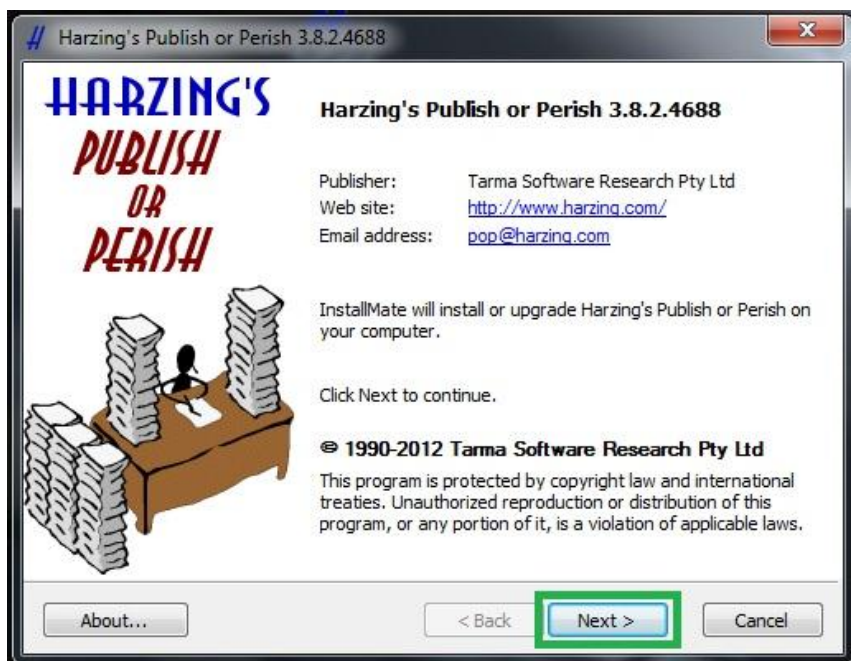 Harzing's Publish or Perish 3.8.2.4688
HARZING'S
PUBLISH
OR
PERISH
Harzing's Publish or Perish 3.8.2.4688
Publisher: Tarma Software Research Pty Ltd
Web site: http://www.harzing.com/
Email address: pop@harzing.com
InstallMate will install or upgrade Harzing's Publish or Perish on
your computer.
Click Next to continue.
© 1990-2012 Tarma Software Research Pty Ltd
This program is protected by copyright law and international
treaties. Unauthorized reproduction or distribution of this
program, or any portion of it, is a violation of applicable laws.
About... < Back Next > Cancel